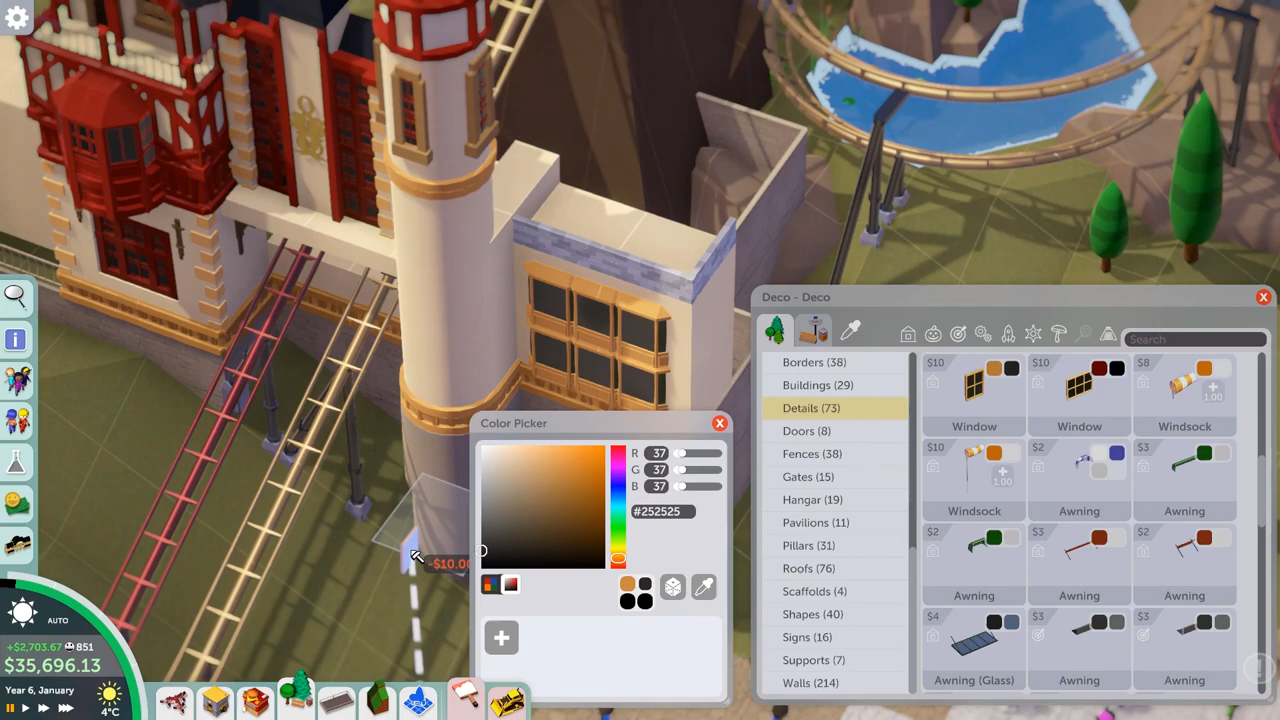 Deco - Deco
Search
Borders (38)
Buildings (29)
Details (73)
Doors (8)
Fences (38)
Gates (15)
Hangar (19)
Pavilions (11)
Pillars (31)
Roofs (76)
Scaffolds (4)
Shapes (40)
Signs (16)
Supports (7)
Walls (214)
$10 $10 $8
1.00
Window Window Windsock
$10 $2 $3
1.00
Windsock Awning Awning
$2 $3 $2
Awning Awning Awning
$4 $3 $3
Awning (Glass) Awning Awning
Color Picker
R 37
G 37
B 37
#252525
-$10.00
AUTO
+$2,703.67 851
$35,696.13
Year 6, January
4°C